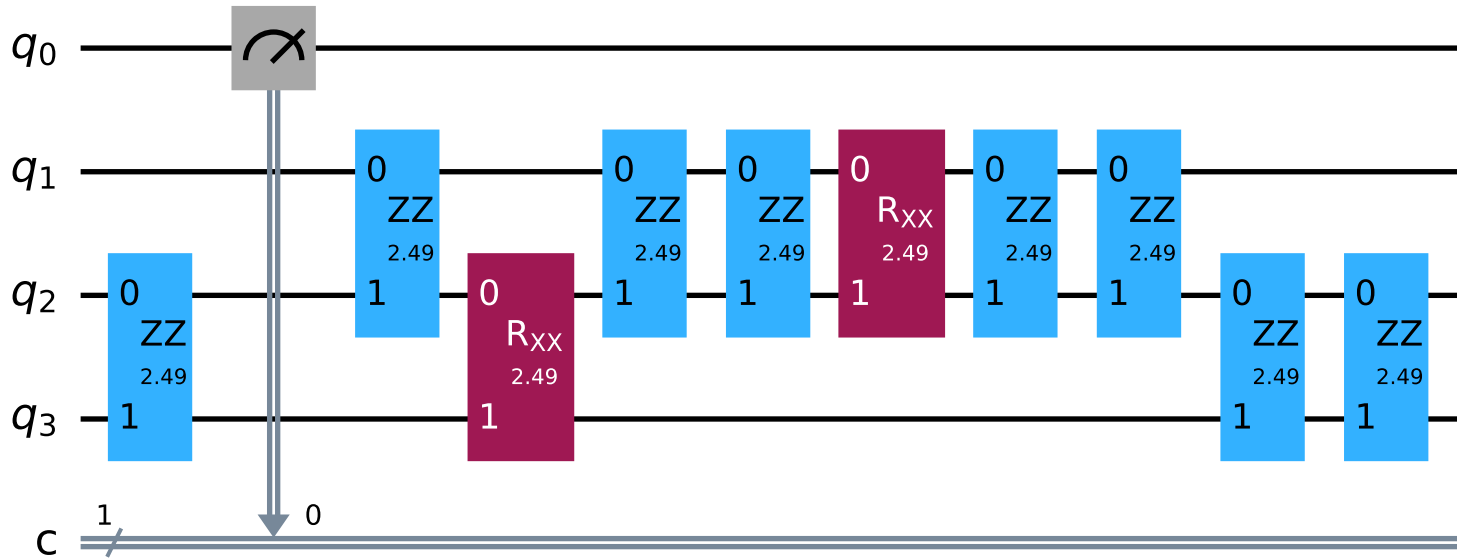 q0
q1
0 0 0 0 0 0
ZZ ZZ ZZ RXX ZZ ZZ
2.49 2.49 2.49 2.49 2.49 2.49
q2
0 1 0 1 1 1 1 1 0 0
ZZ RXX ZZ ZZ
2.49 2.49 2.49 2.49
q3
1 1 1 1
1 0
c